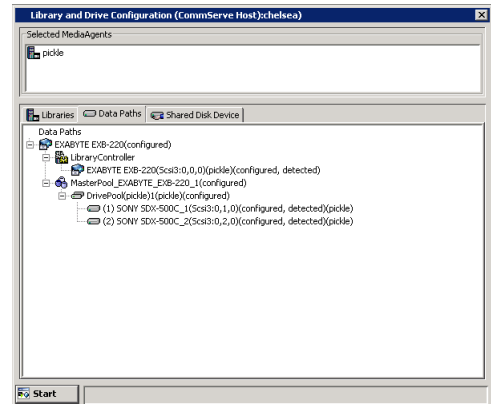 Library and Drive Configuration (CommServe Host):chelsea)
Selected MediaAgents
pickle
Libraries Data Paths Shared Disk Device
Data Paths
EXABYTE EXB-220(configured)
LibraryController
EXABYTE EXB-220(Scsi3:0,0,0)(pickle)(configured, detected)
MasterPool_EXABYTE_EXB-220_1(configured)
DrivePool(pickle)1(pickle)(configured)
(1) SONY SDX-500C_1(Scsi3:0,1,0)(configured, detected)(pickle)
(2) SONY SDX-500C_2(Scsi3:0,2,0)(configured, detected)(pickle)
Start